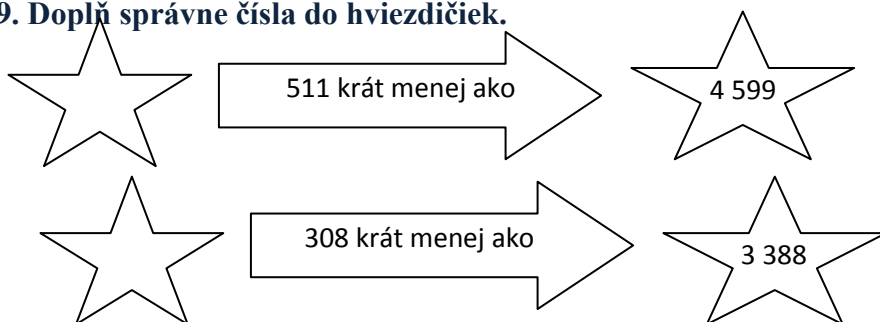 9. Doplň správne čísla do hviezdičiek.
511 krát menej ako
4 599
308 krát menej ako
3 388